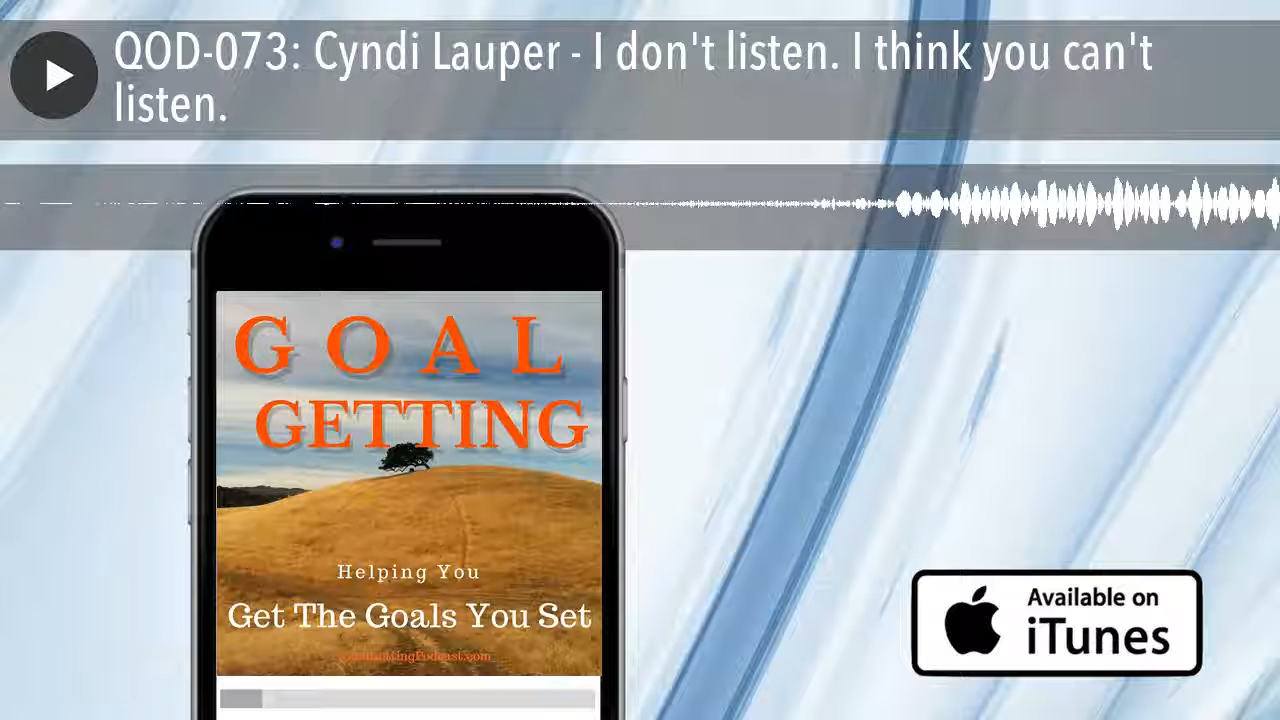 QOD-073: Cyndi Lauper - I don't listen. I think you can't
listen.
GOAL
GETTING
Helping You
Get The Goals You Set
Available on
iTunes